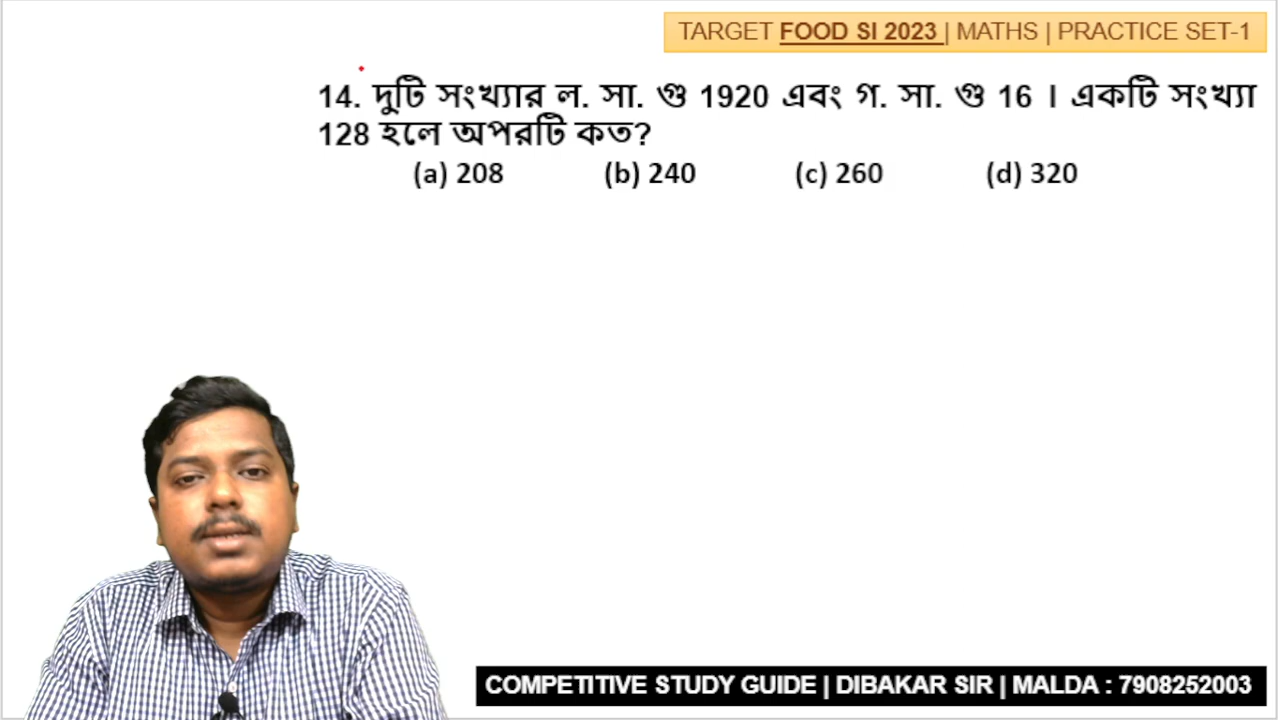 TARGET FOOD SI 2023 | MATHS | PRACTICE SET-1
14. দুটি সংখ্যার ল. সা. গু 1920 এবং গ. সা. গু 16 । একটি সংখ্যা
128 হলে অপরটি কত?
(a) 208 (b) 240 (c) 260 (d) 320
COMPETITIVE STUDY GUIDE | DIBAKAR SIR | MALDA : 7908252003